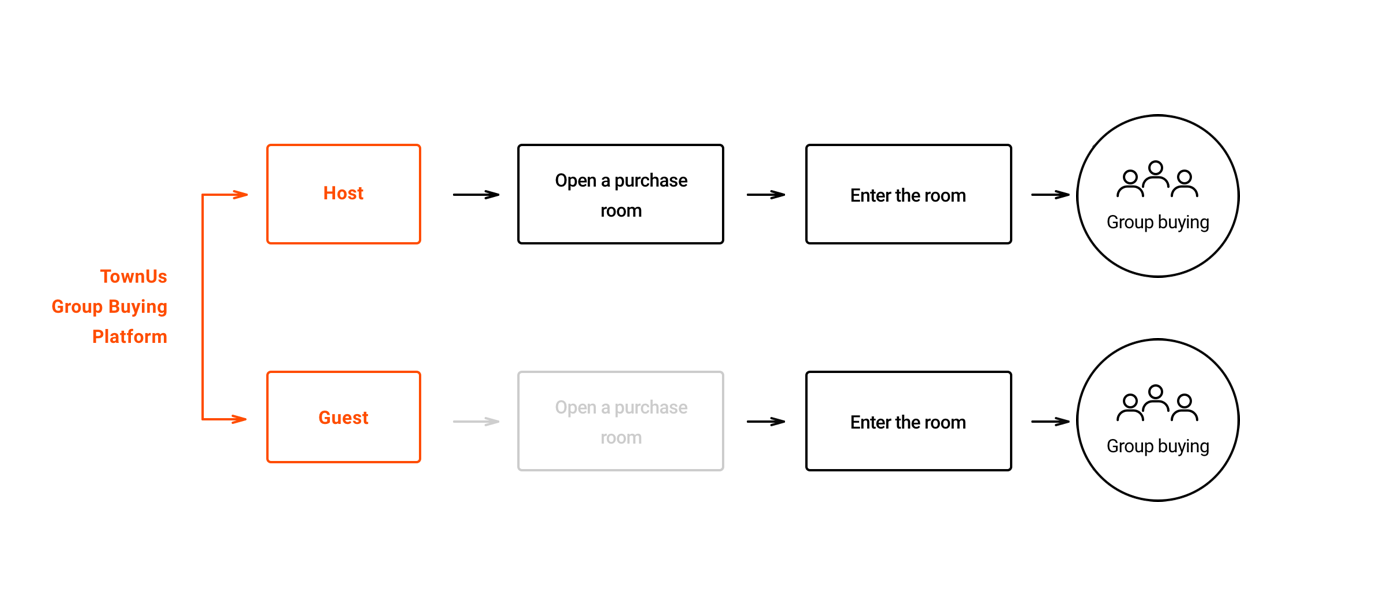 TownUs
Group Buying
Platform
Host
Open a purchase
room
Enter the room
Group buying
Guest
Open a purchase
room
Enter the room
Group buying